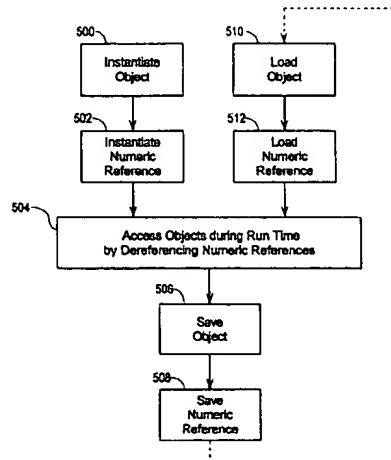 500
Instantiate
Object
510
Load
Object
502
Instantiate
Numeric
Reference
512
Load
Numeric
Reference
504
Access Objects during Run Time
by Dereferencing Numeric References
506
Save
Object
508
Save
Numeric
Reference